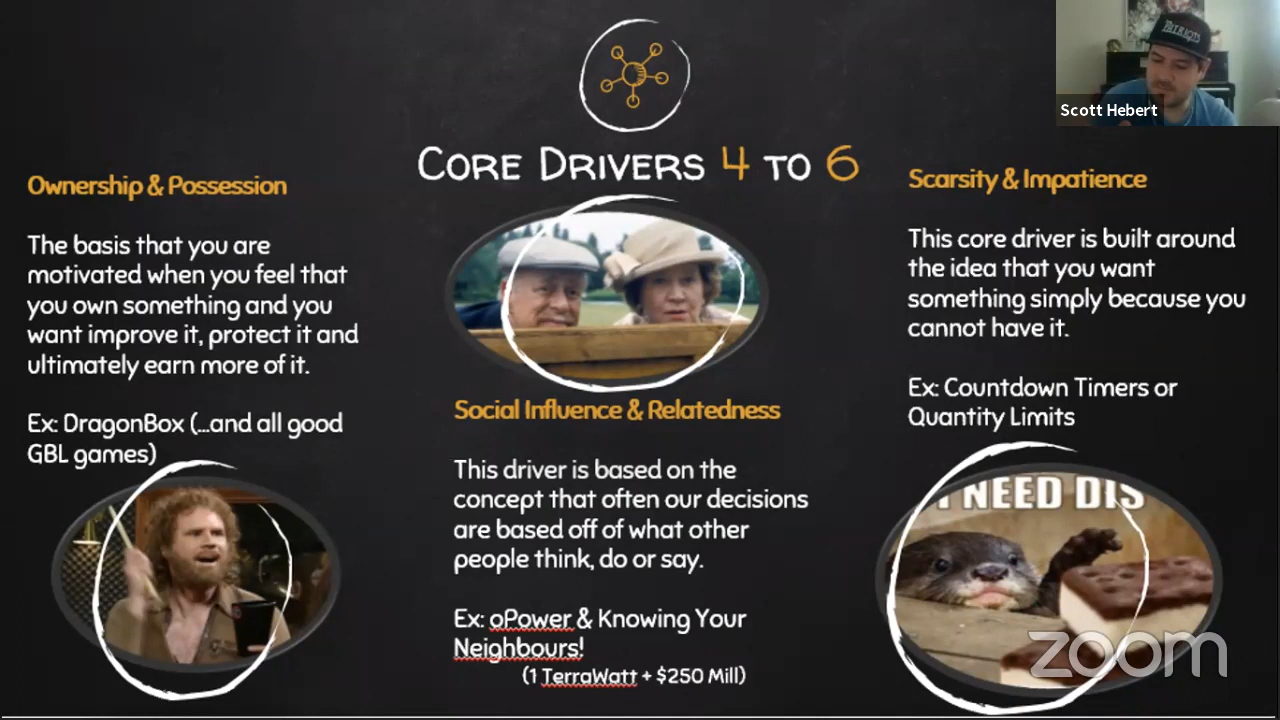 PATRIOTS
Scott Hebert
CORE DRIVERS 4 TO 6
Ownership & Possession
The basis that you are
motivated when you feel that
you own something and you
want improve it, protect it and
ultimately earn more of it.
Ex: DragonBox (...and all good
GBL games)
Social Influence & Relatedness
This driver is based on the
concept that often our decisions
are based off of what other
people think, do or say.
Ex: oPower & Knowing Your
Neighbours!
(1 TerraWatt + $250 Mill)
Scarsity & Impatience
This core driver is built around
the idea that you want
something simply because you
cannot have it.
Ex: Countdown Timers or
Quantity Limits
I NEED DIS
zoom